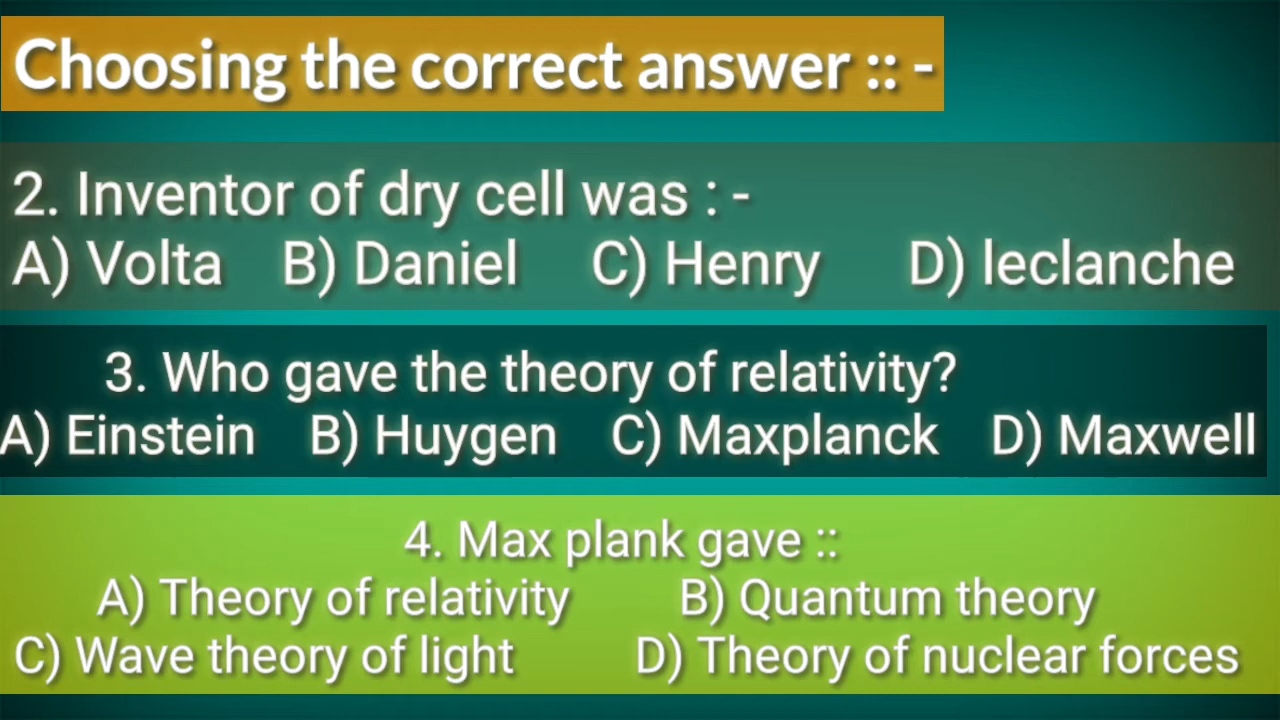 Choosing the correct answer :: -
2. Inventor of dry cell was : -
A) Volta B) Daniel C) Henry D) leclanche
3. Who gave the theory of relativity?
A) Einstein B) Huygen C) Maxplanck D) Maxwell
4. Max plank gave ::
A) Theory of relativity B) Quantum theory
C) Wave theory of light D) Theory of nuclear forces